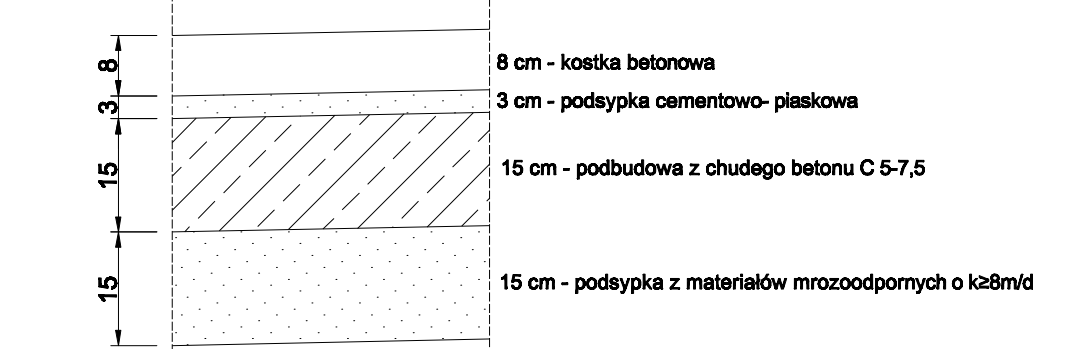 8
8 cm - kostka betonowa
3
3 cm - podsypka cementowo- piaskowa
15
15 cm - podbudowa z chudego betonu C 5-7,5
15
15 cm - podsypka z materiałów mrozoodpornych o k≥8m/d